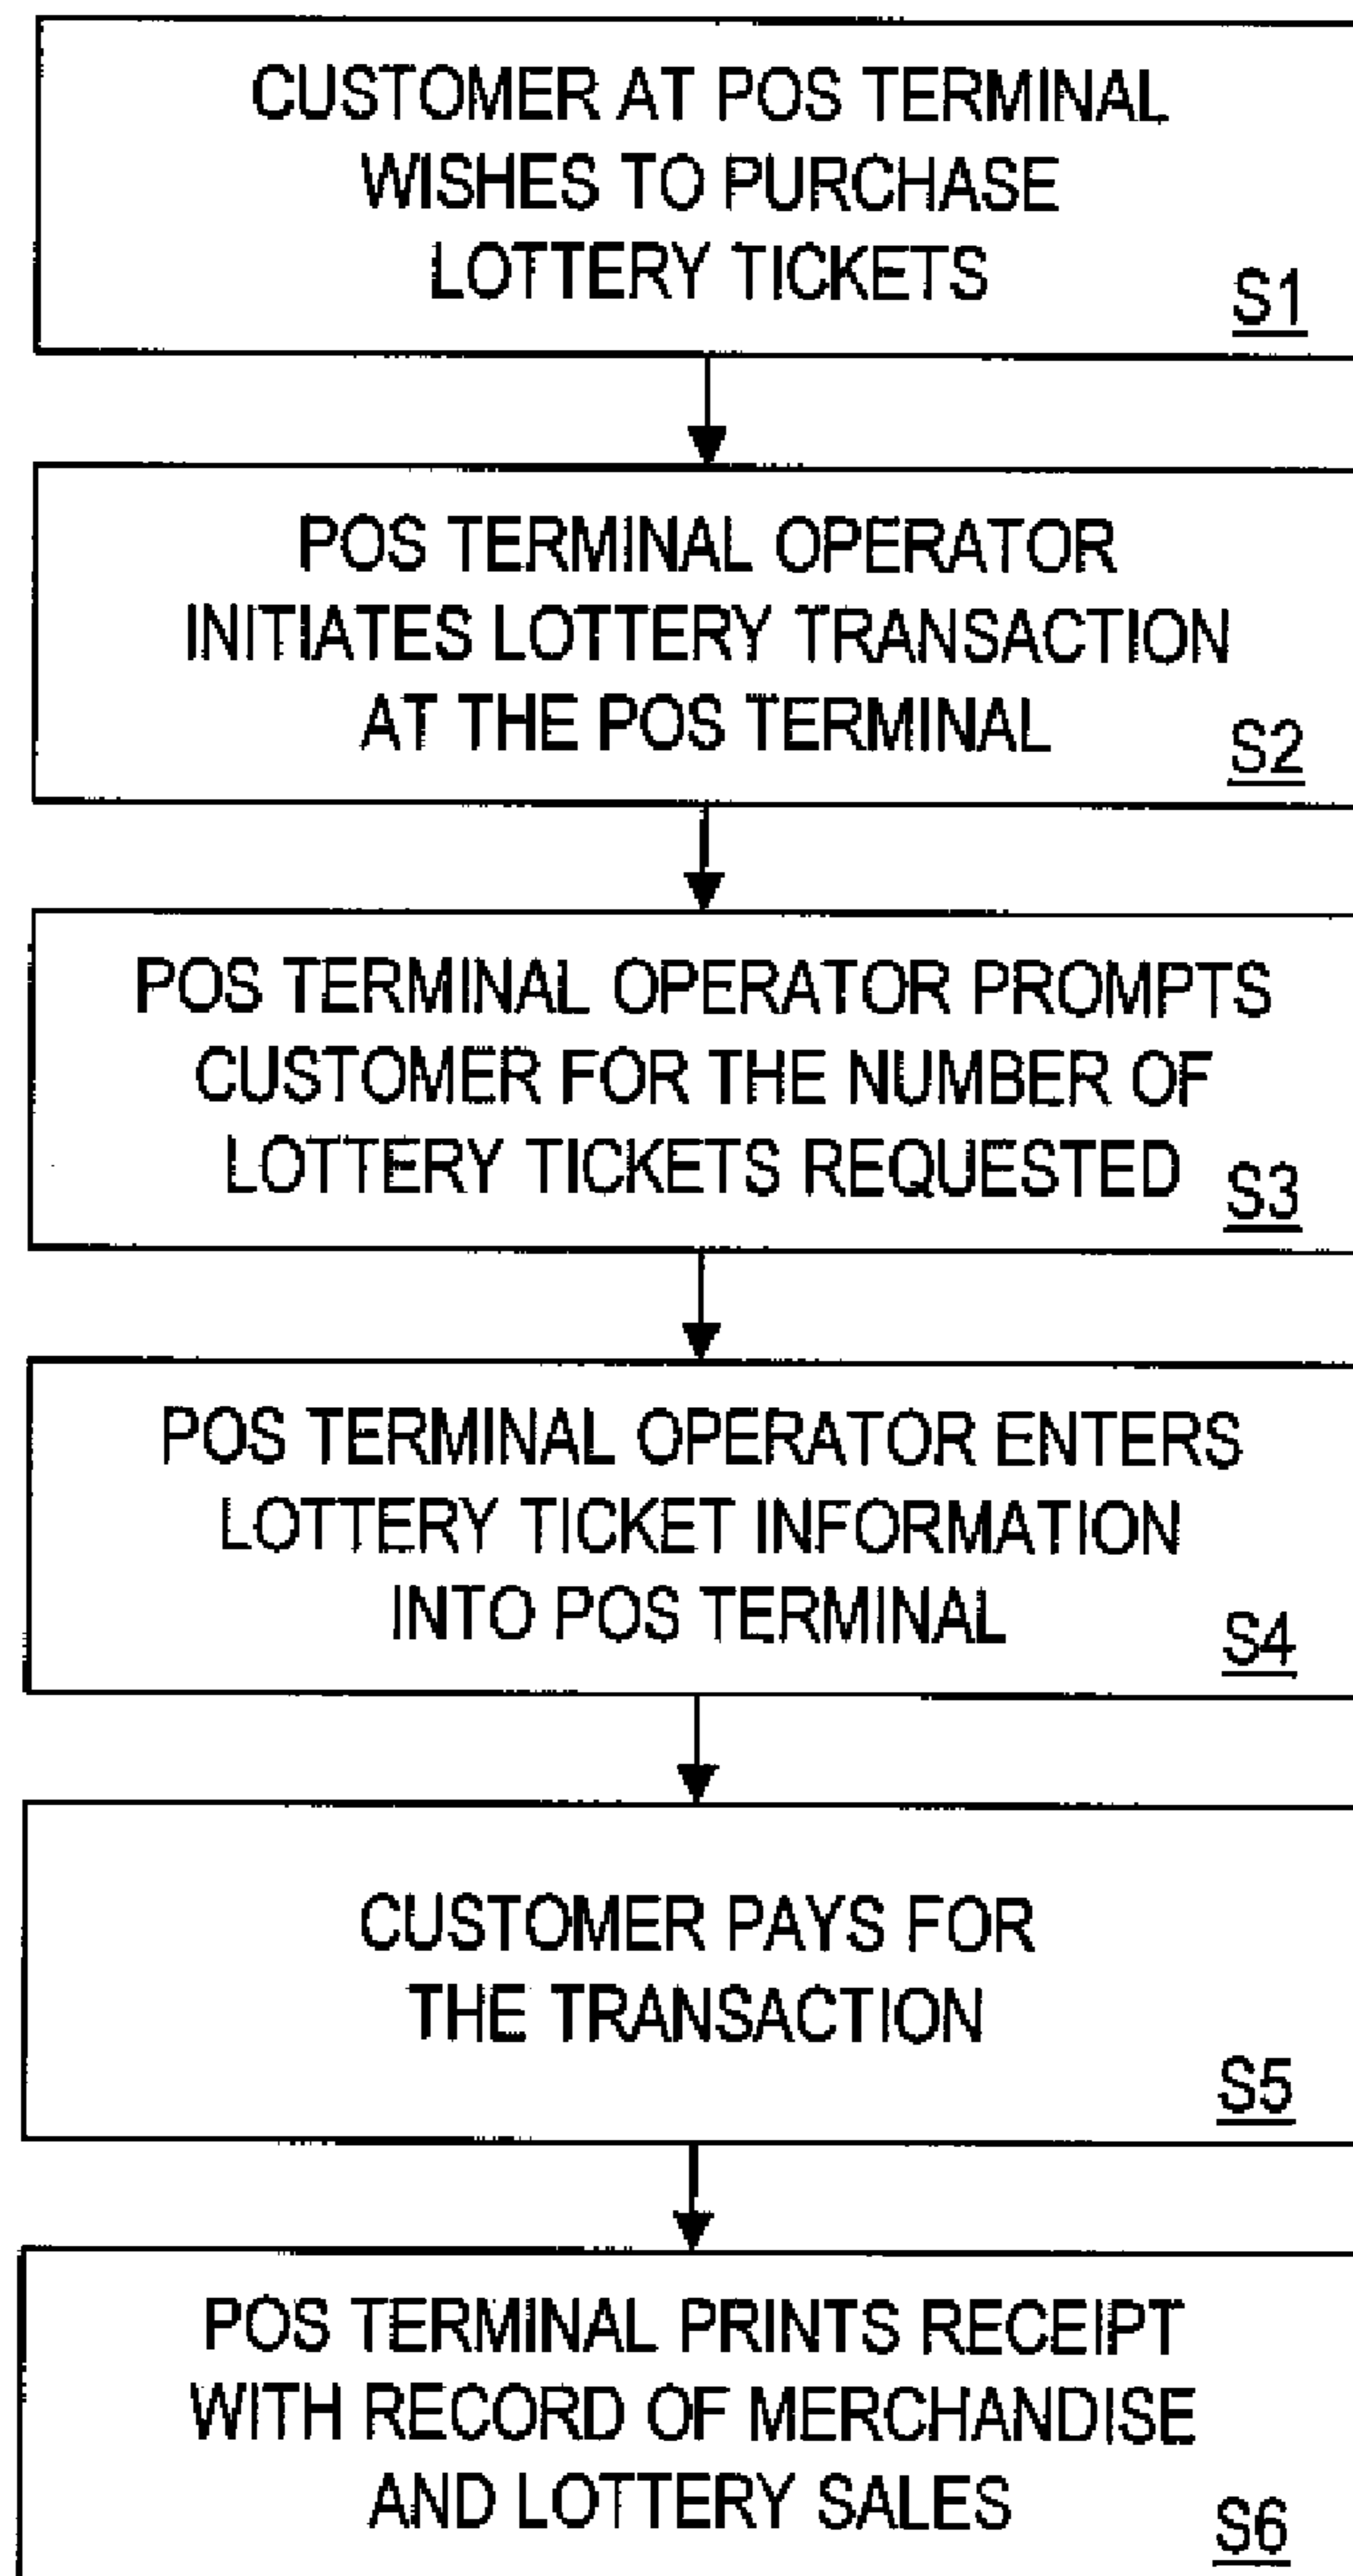 CUSTOMER AT POS TERMINAL
WISHES TO PURCHASE
LOTTERY TICKETS
S1
POS TERMINAL OPERATOR
INITIATES LOTTERY TRANSACTION
AT THE POS TERMINAL
S2
POS TERMINAL OPERATOR PROMPTS
CUSTOMER FOR THE NUMBER OF
LOTTERY TICKETS REQUESTED
S3
POS TERMINAL OPERATOR ENTERS
LOTTERY TICKET INFORMATION
INTO POS TERMINAL
S4
CUSTOMER PAYS FOR
THE TRANSACTION
S5
POS TERMINAL PRINTS RECEIPT
WITH RECORD OF MERCHANDISE
AND LOTTERY SALES
S6